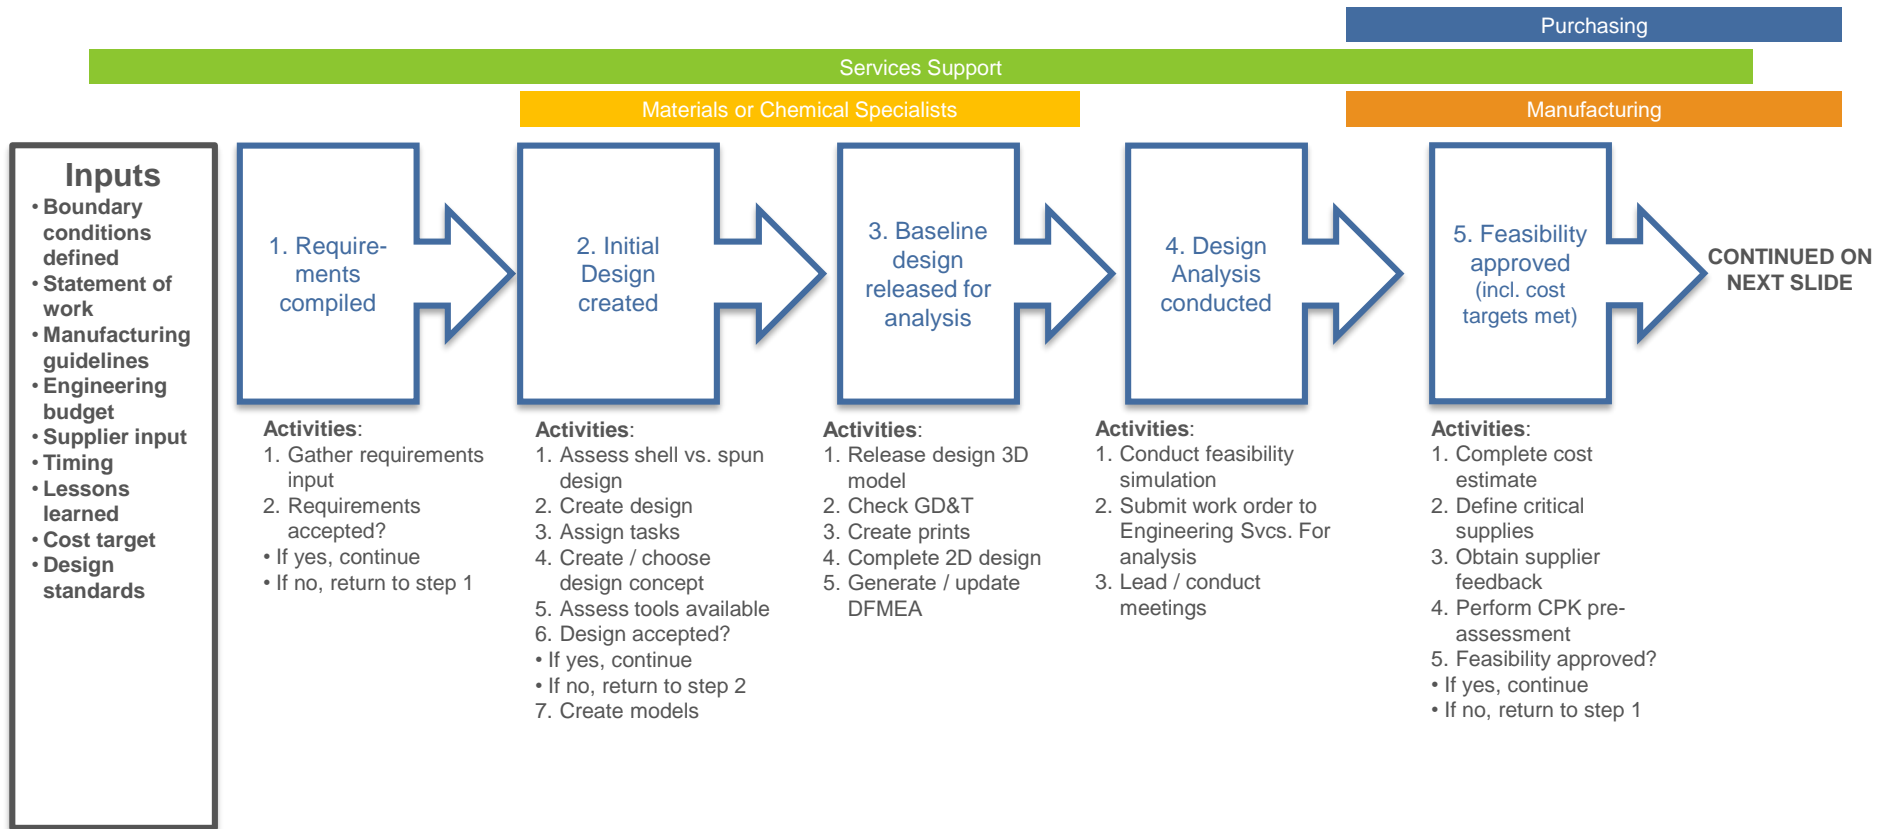 Purchasing
Services Support
Materials or Chemical Specialists
Manufacturing
Inputs
• Boundary
conditions
defined
• Statement of
work
• Manufacturing
guidelines
• Engineering
budget
• Supplier input
• Timing
• Lessons
learned
• Cost target
• Design
standards
1. Require-
ments
compiled
Activities:
1. Gather requirements
input
2. Requirements
accepted?
• If yes, continue
• If no, return to step 1
2. Initial
Design
created
Activities:
1. Assess shell vs. spun
design
2. Create design
3. Assign tasks
4. Create / choose
design concept
5. Assess tools available
6. Design accepted?
• If yes, continue
• If no, return to step 2
7. Create models
3. Baseline
design
released for
analysis
Activities:
1. Release design 3D
model
2. Check GD&T
3. Create prints
4. Complete 2D design
5. Generate / update
DFMEA
4. Design
Analysis
conducted
Activities:
1. Conduct feasibility
simulation
2. Submit work order to
Engineering Svcs. For
analysis
3. Lead / conduct
meetings
5. Feasibility
approved
(incl. cost
targets met)
Activities:
1. Complete cost
estimate
2. Define critical
supplies
3. Obtain supplier
feedback
4. Perform CPK pre-
assessment
5. Feasibility approved?
• If yes, continue
• If no, return to step 1
CONTINUED ON
NEXT SLIDE